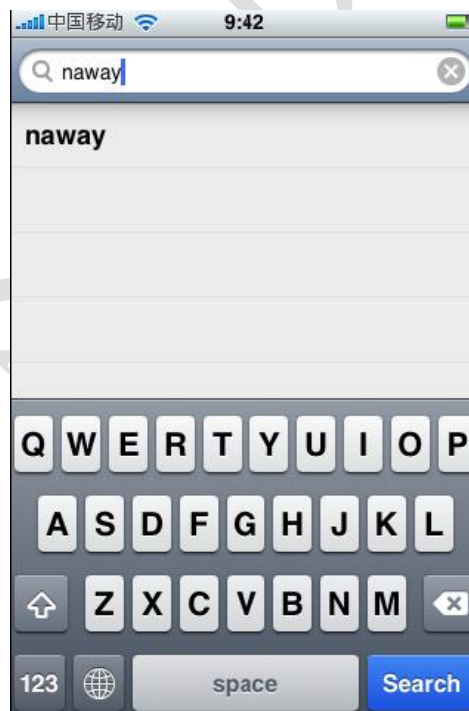 中国移动 9:42
naway
naway
Q W E R T Y U I O P
A S D F G H J K L
Z X C V B N M
123 space Search